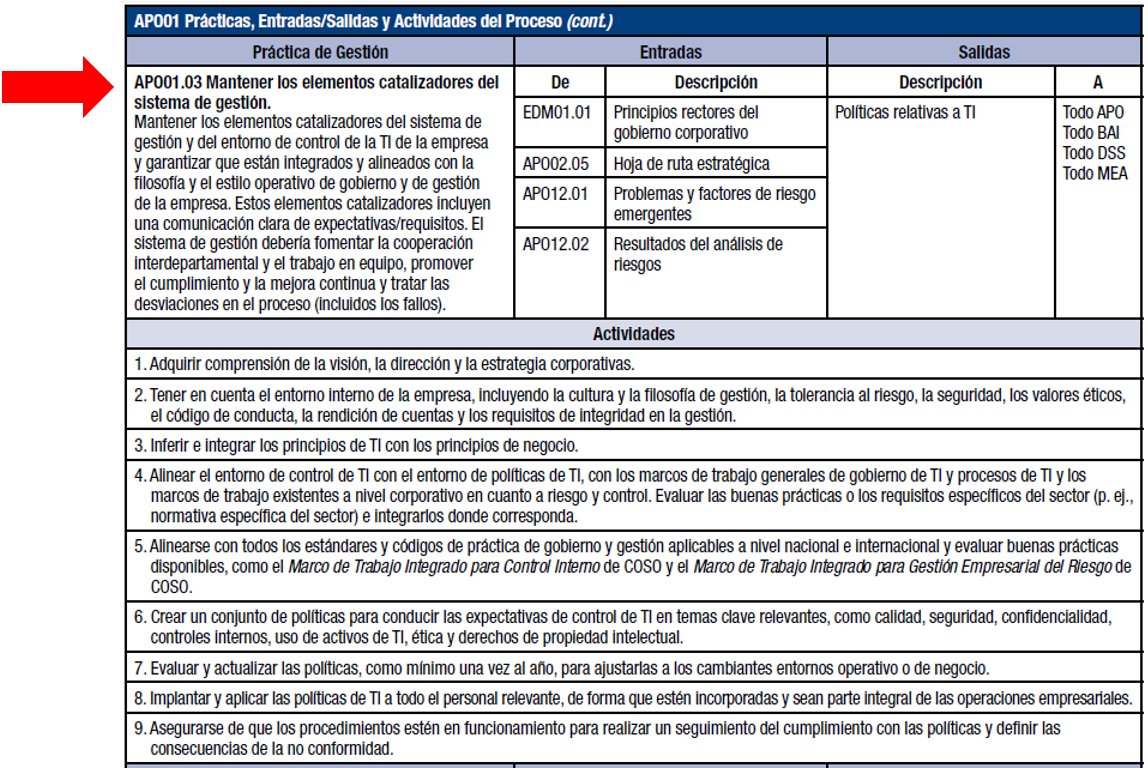 APO01 Prácticas, Entradas/Salidas y Actividades del Proceso (cont.)
Práctica de Gestión Entradas Salidas
APO01.03 Mantener los elementos catalizadores del
sistema de gestión.
Mantener los elementos catalizadores del sistema de
gestión y del entorno de control de la TI de la empresa
y garantizar que están integrados y alineados con la
filosofía y el estilo operativo de gobierno y de gestión
de la empresa. Estos elementos catalizadores incluyen
una comunicación clara de expectativas/requisitos. El
sistema de gestión debería fomentar la cooperación
interdepartamental y el trabajo en equipo, promover
el cumplimiento y la mejora continua y tratar las
desviaciones en el proceso (incluidos los fallos).
De Descripción Descripción A
EDM01.01 Principios rectores del
gobierno corporativo
APO02.05 Hoja de ruta estratégica
APO12.01 Problemas y factores de riesgo
emergentes
APO12.02 Resultados del análisis de
riesgos
Políticas relativas a TI
Todo APO
Todo BAI
Todo DSS
Todo MEA
Actividades
1. Adquirir comprensión de la visión, la dirección y la estrategia corporativas.
2. Tener en cuenta el entorno interno de la empresa, incluyendo la cultura y la filosofía de gestión, la tolerancia al riesgo, la seguridad, los valores éticos,
el código de conducta, la rendición de cuentas y los requisitos de integridad en la gestión.
3. Inferir e integrar los principios de TI con los principios de negocio.
4. Alinear el entorno de control de TI con el entorno de políticas de TI, con los marcos de trabajo generales de gobierno de TI y procesos de TI y los
marcos de trabajo existentes a nivel corporativo en cuanto a riesgo y control. Evaluar las buenas prácticas o los requisitos específicos del sector (p. ej.,
normativa específica del sector) e integrarlos donde corresponda.
5. Alinearse con todos los estándares y códigos de práctica de gobierno y gestión aplicables a nivel nacional e internacional y evaluar buenas prácticas
disponibles, como el Marco de Trabajo Integrado para Control Interno de COSO y el Marco de Trabajo Integrado para Gestión Empresarial del Riesgo de
COSO.
6. Crear un conjunto de políticas para conducir las expectativas de control de TI en temas clave relevantes, como calidad, seguridad, confidencialidad,
controles internos, uso de activos de TI, ética y derechos de propiedad intelectual.
7. Evaluar y actualizar las políticas, como mínimo una vez al año, para ajustarlas a los cambiantes entornos operativo o de negocio.
8. Implantar y aplicar las políticas de TI a todo el personal relevante, de forma que estén incorporadas y sean parte integral de las operaciones empresariales.
9. Asegurarse de que los procedimientos estén en funcionamiento para realizar un seguimiento del cumplimiento con las políticas y definir las
consecuencias de la no conformidad.